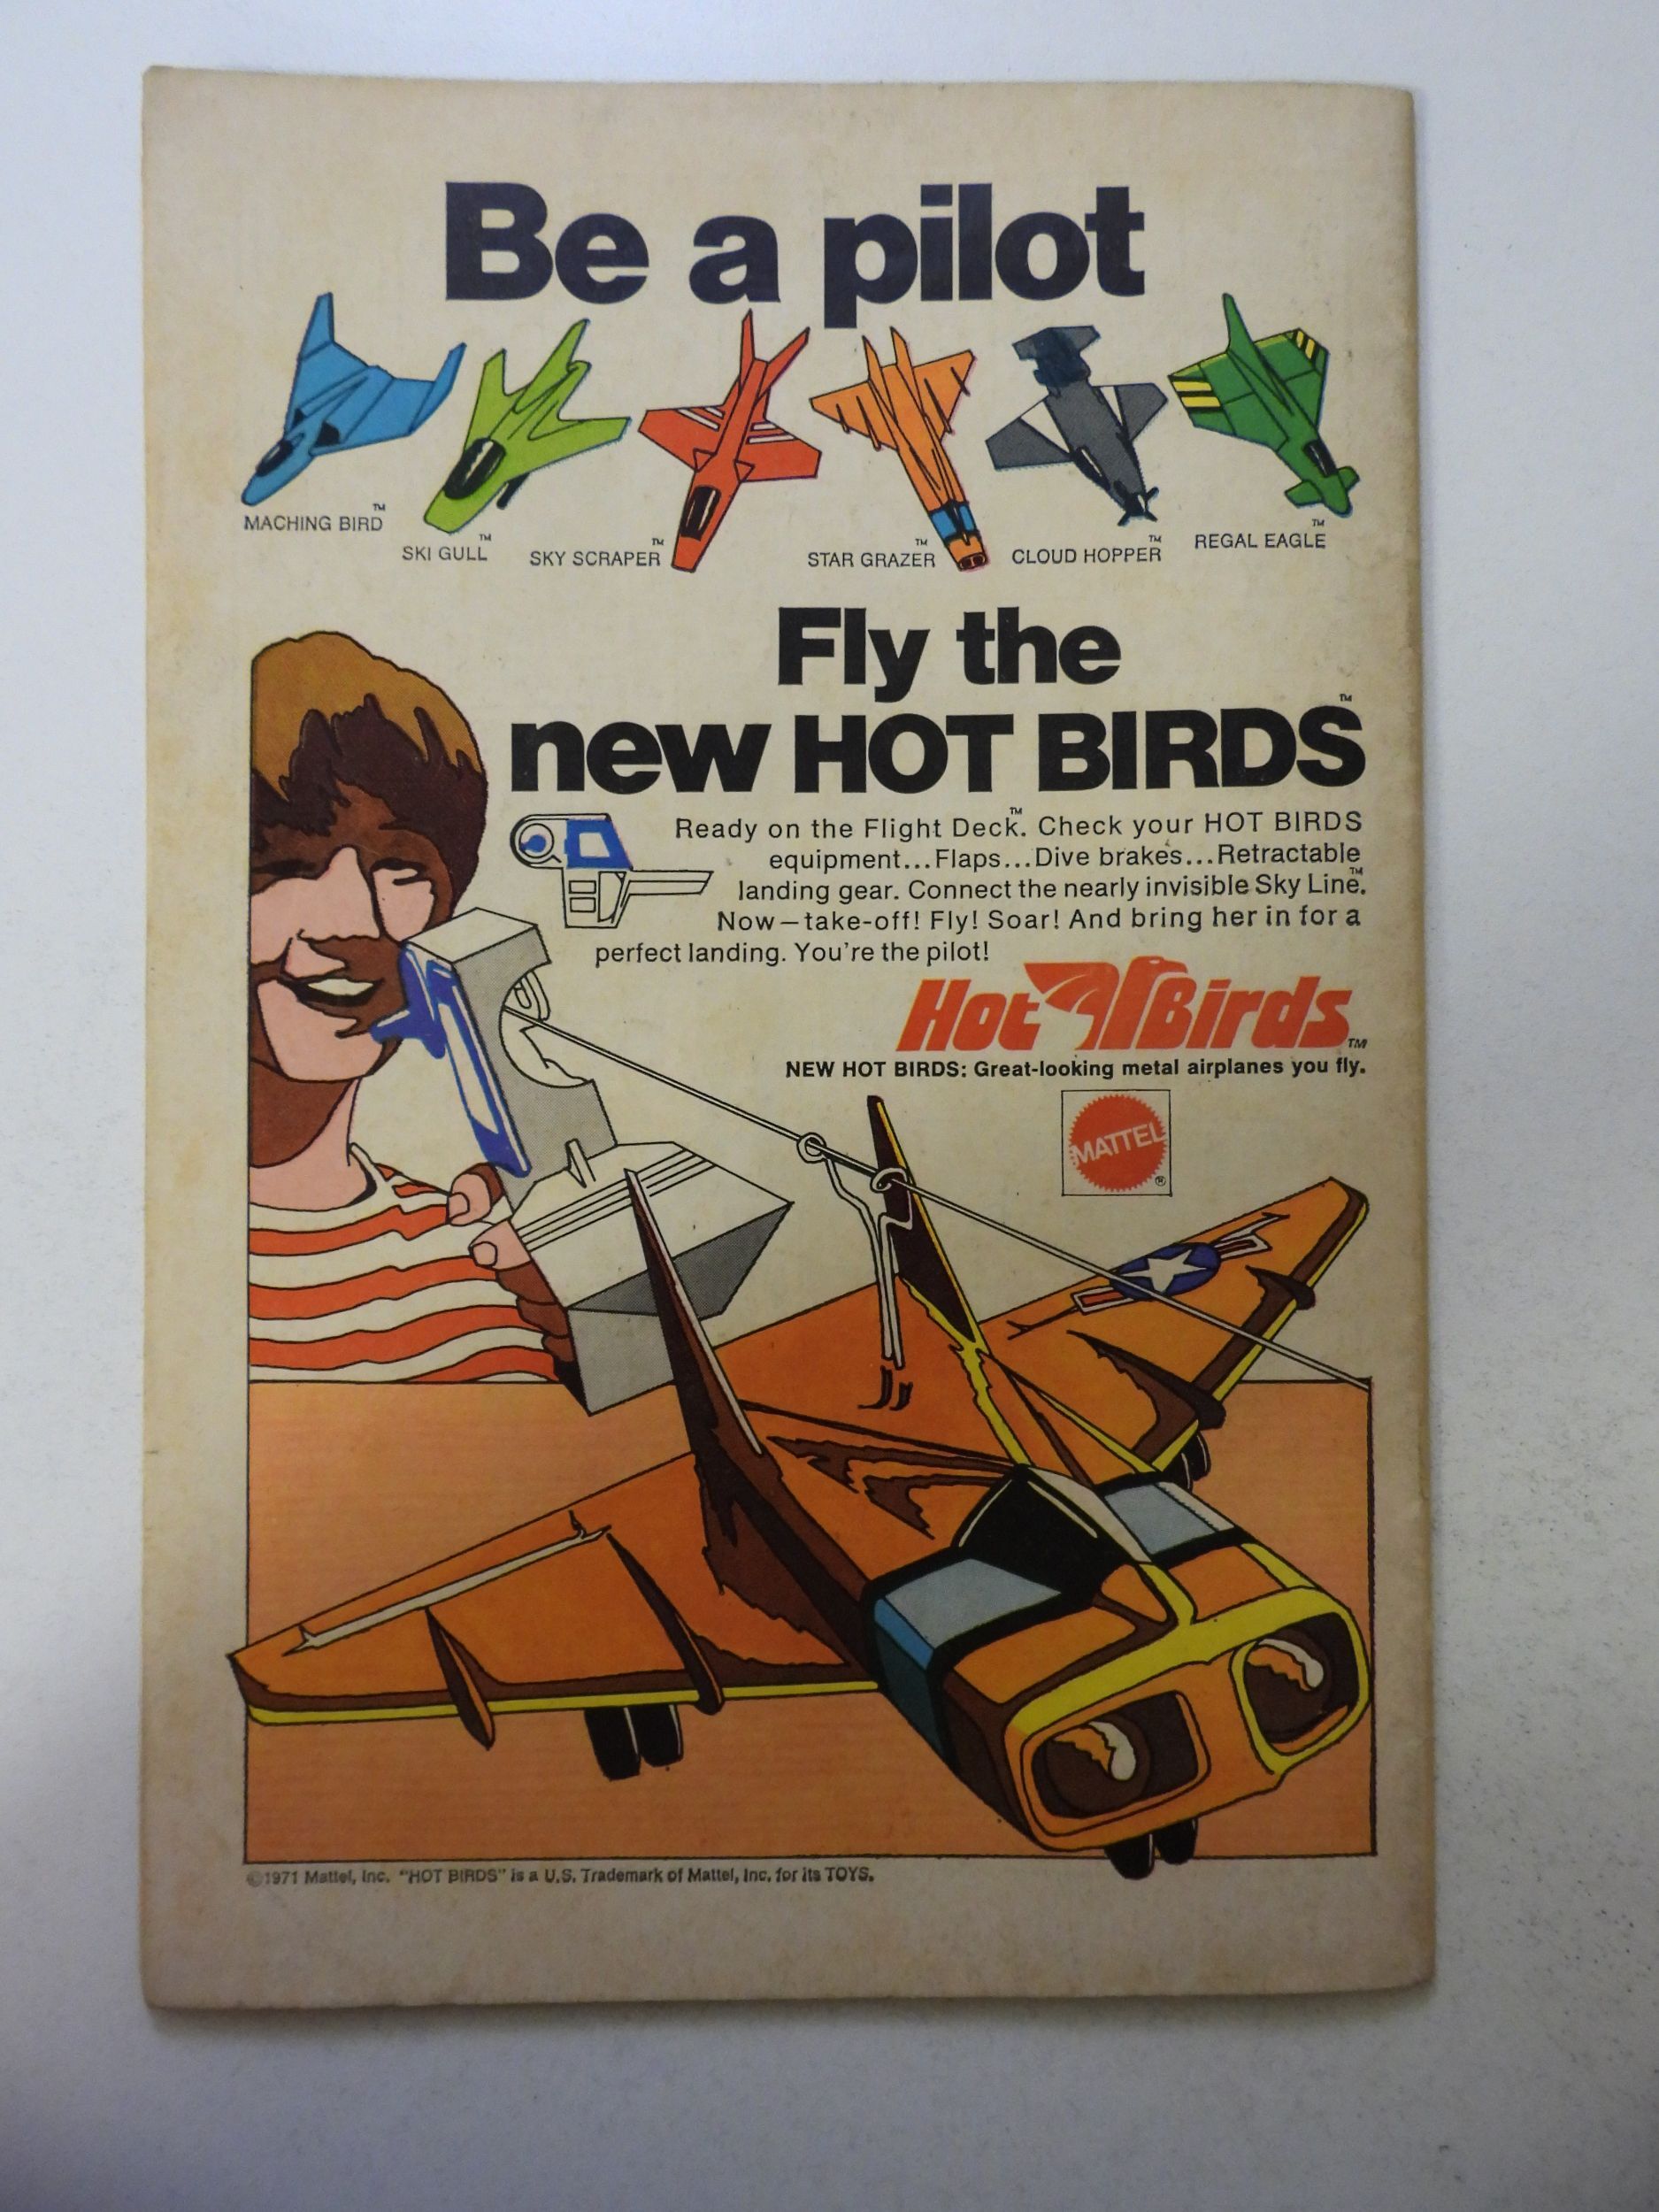 Be a pilot
MACHING BIRD™
SKI GULL™
SKY SCRAPER™
STAR GRAZER™
CLOUD HOPPER™
REGAL EAGLE™
Fly the
new HOT BIRDS™
Ready on the Flight Deck™. Check your HOT BIRDS
equipment...Flaps...Dive brakes...Retractable
landing gear. Connect the nearly invisible Sky Line™.
Now—take-off! Fly! Soar! And bring her in for a
perfect landing. You're the pilot!
Hot Birds™
NEW HOT BIRDS: Great-looking metal airplanes you fly.
MATTEL®
©1971 Mattel, Inc. "HOT BIRDS" is a U.S. Trademark of Mattel, Inc. for its TOYS.